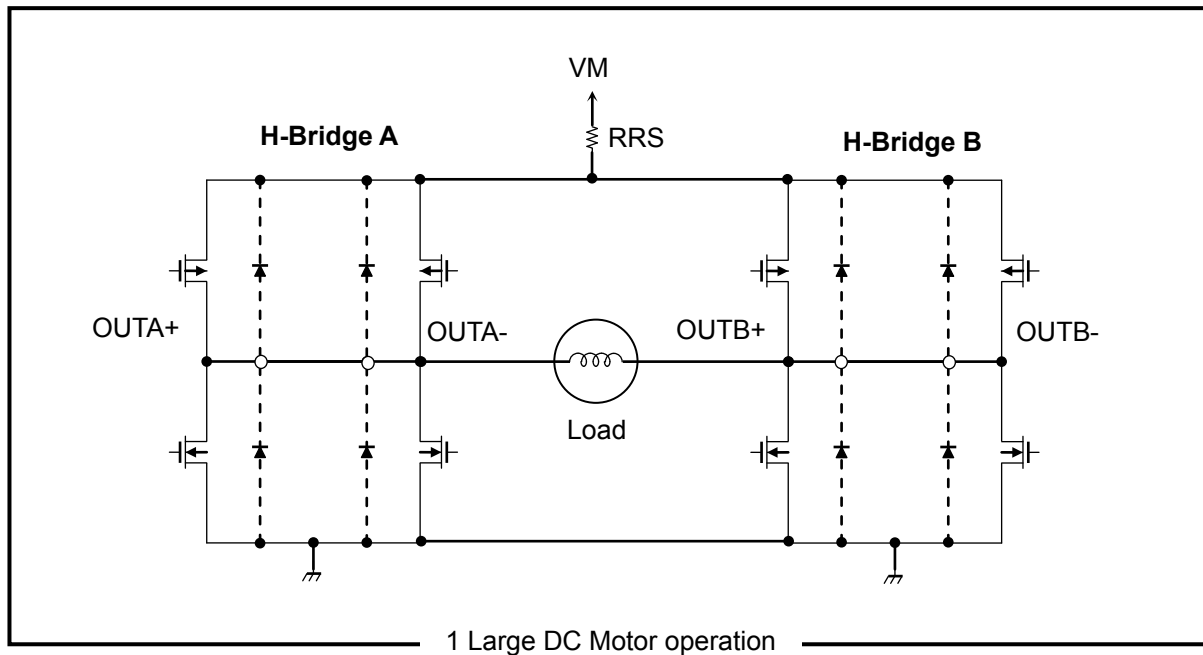 VM
RRS
H-Bridge A
H-Bridge B
OUTA+
OUTA-
OUTB+
OUTB-
Load
1 Large DC Motor operation